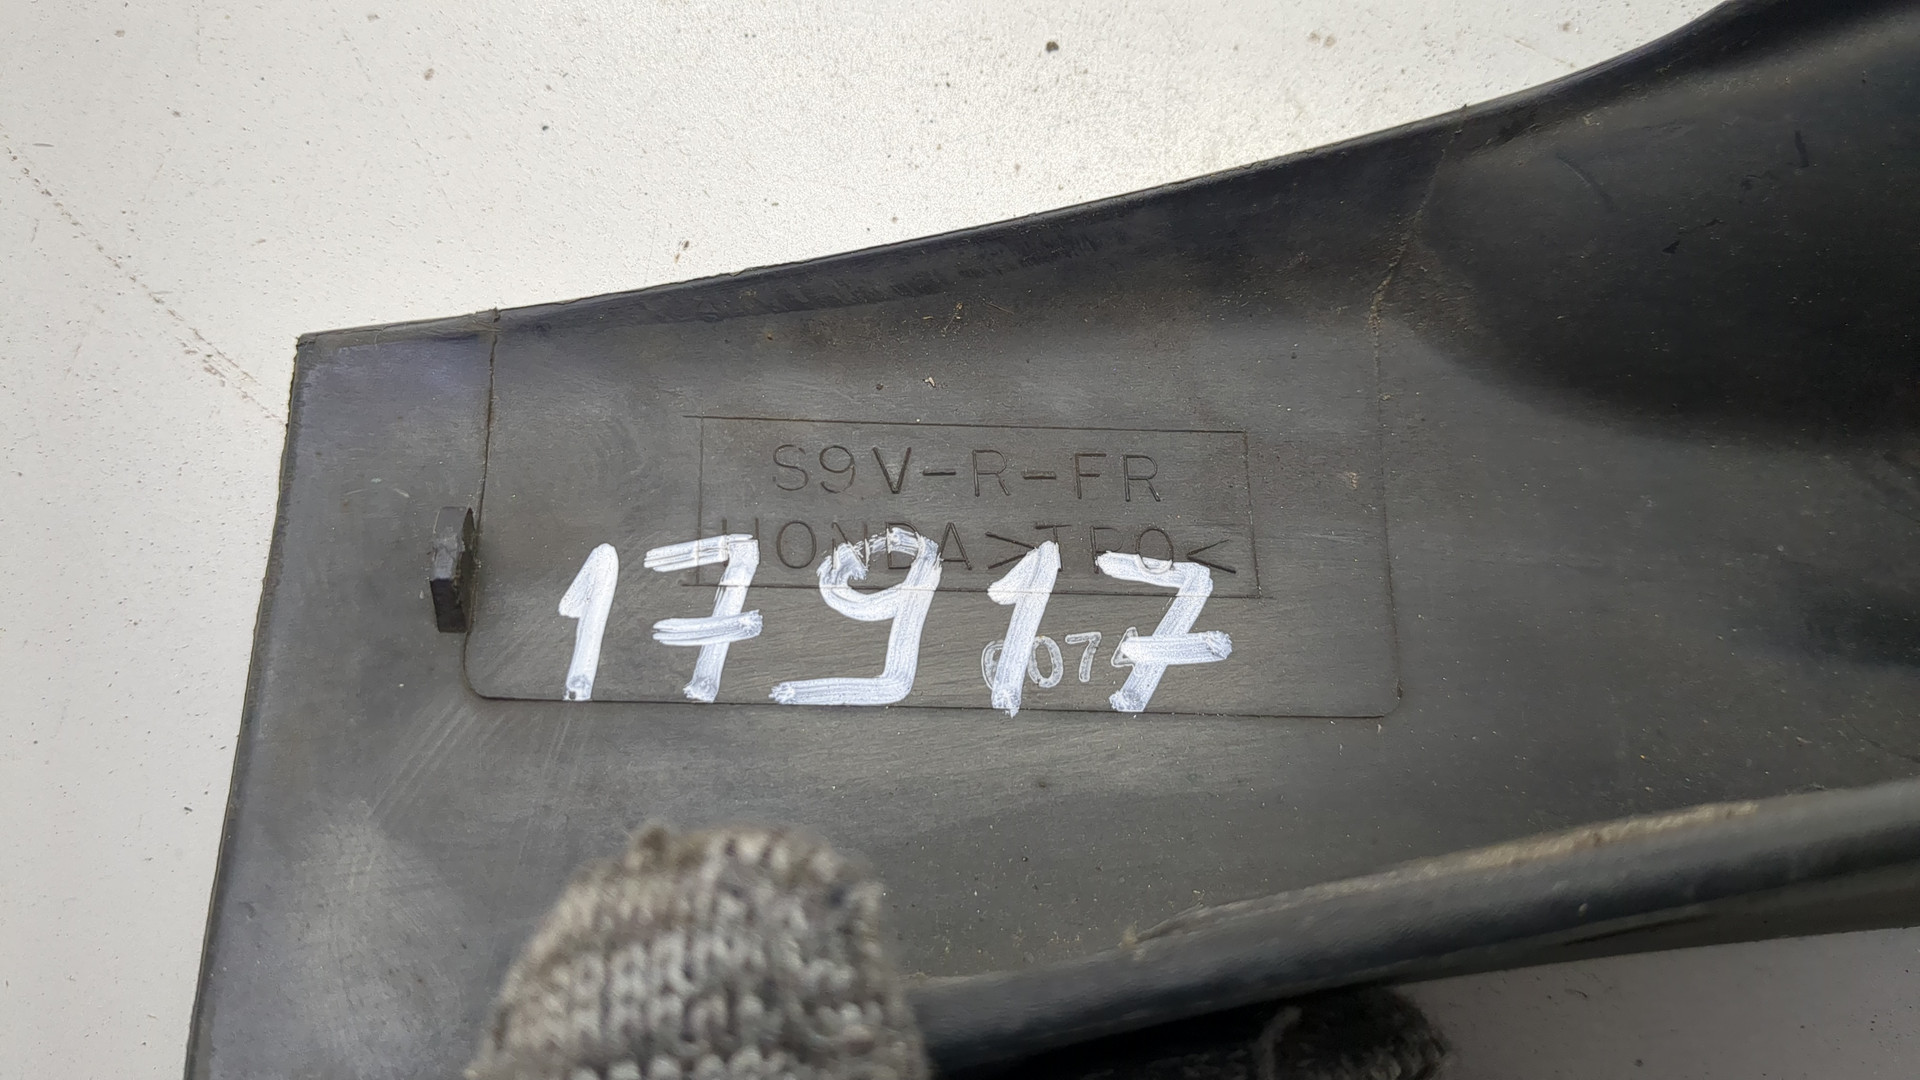 S9V-R-FR
HONDA >TPO<
17917